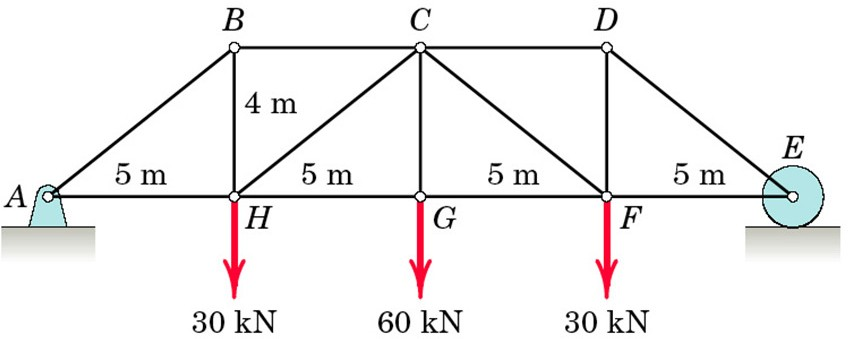 B C D
4 m
E
5 m 5 m 5 m 5 m
A
H G F
30 kN 60 kN 30 kN